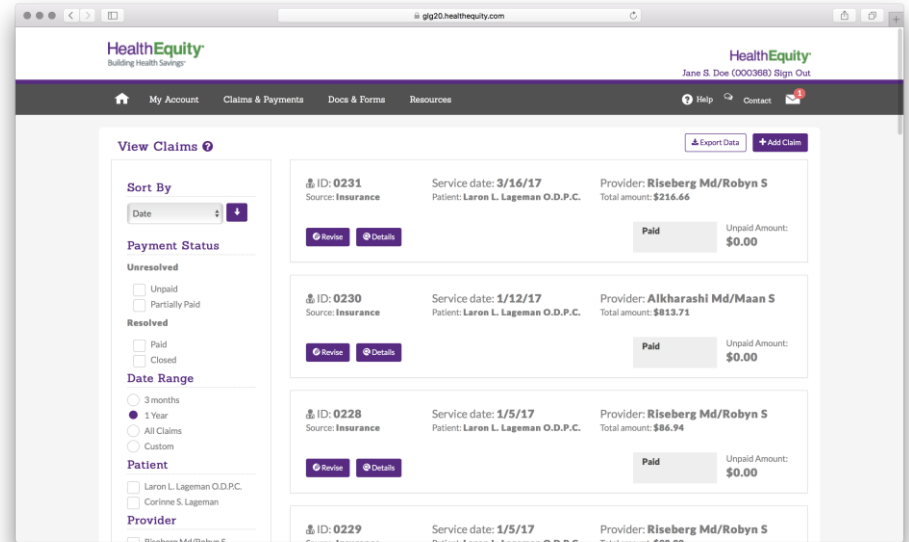 glg20.healthequity.com
HealthEquity
Building Health Savings
HealthEquity
Jane S. Doe (000368) Sign Out
My Account Claims & Payments Docs & Forms Resources ? Help Contact 1
View Claims ?
Export Data + Add Claim
Sort By
Date
Payment Status
Unresolved
Unpaid
Partially Paid
Resolved
Paid
Closed
Date Range
3 months
1 Year
All Claims
Custom
Patient
Laron L. Lageman O.D.P.C.
Corinne S. Lageman
Provider
Riseberg Md/Robyn S
ID: 0231 Service date: 3/16/17 Provider: Riseberg Md/Robyn S
Source: Insurance Patient: Laron L. Lageman O.D.P.C. Total amount: $216.66
Revise Details Paid Unpaid Amount:
$0.00
ID: 0230 Service date: 1/12/17 Provider: Alkharashi Md/Maan S
Source: Insurance Patient: Laron L. Lageman O.D.P.C. Total amount: $813.71
Revise Details Paid Unpaid Amount:
$0.00
ID: 0228 Service date: 1/5/17 Provider: Riseberg Md/Robyn S
Source: Insurance Patient: Laron L. Lageman O.D.P.C. Total amount: $86.94
Revise Details Paid Unpaid Amount:
$0.00
ID: 0229 Service date: 1/5/17 Provider: Riseberg Md/Robyn S